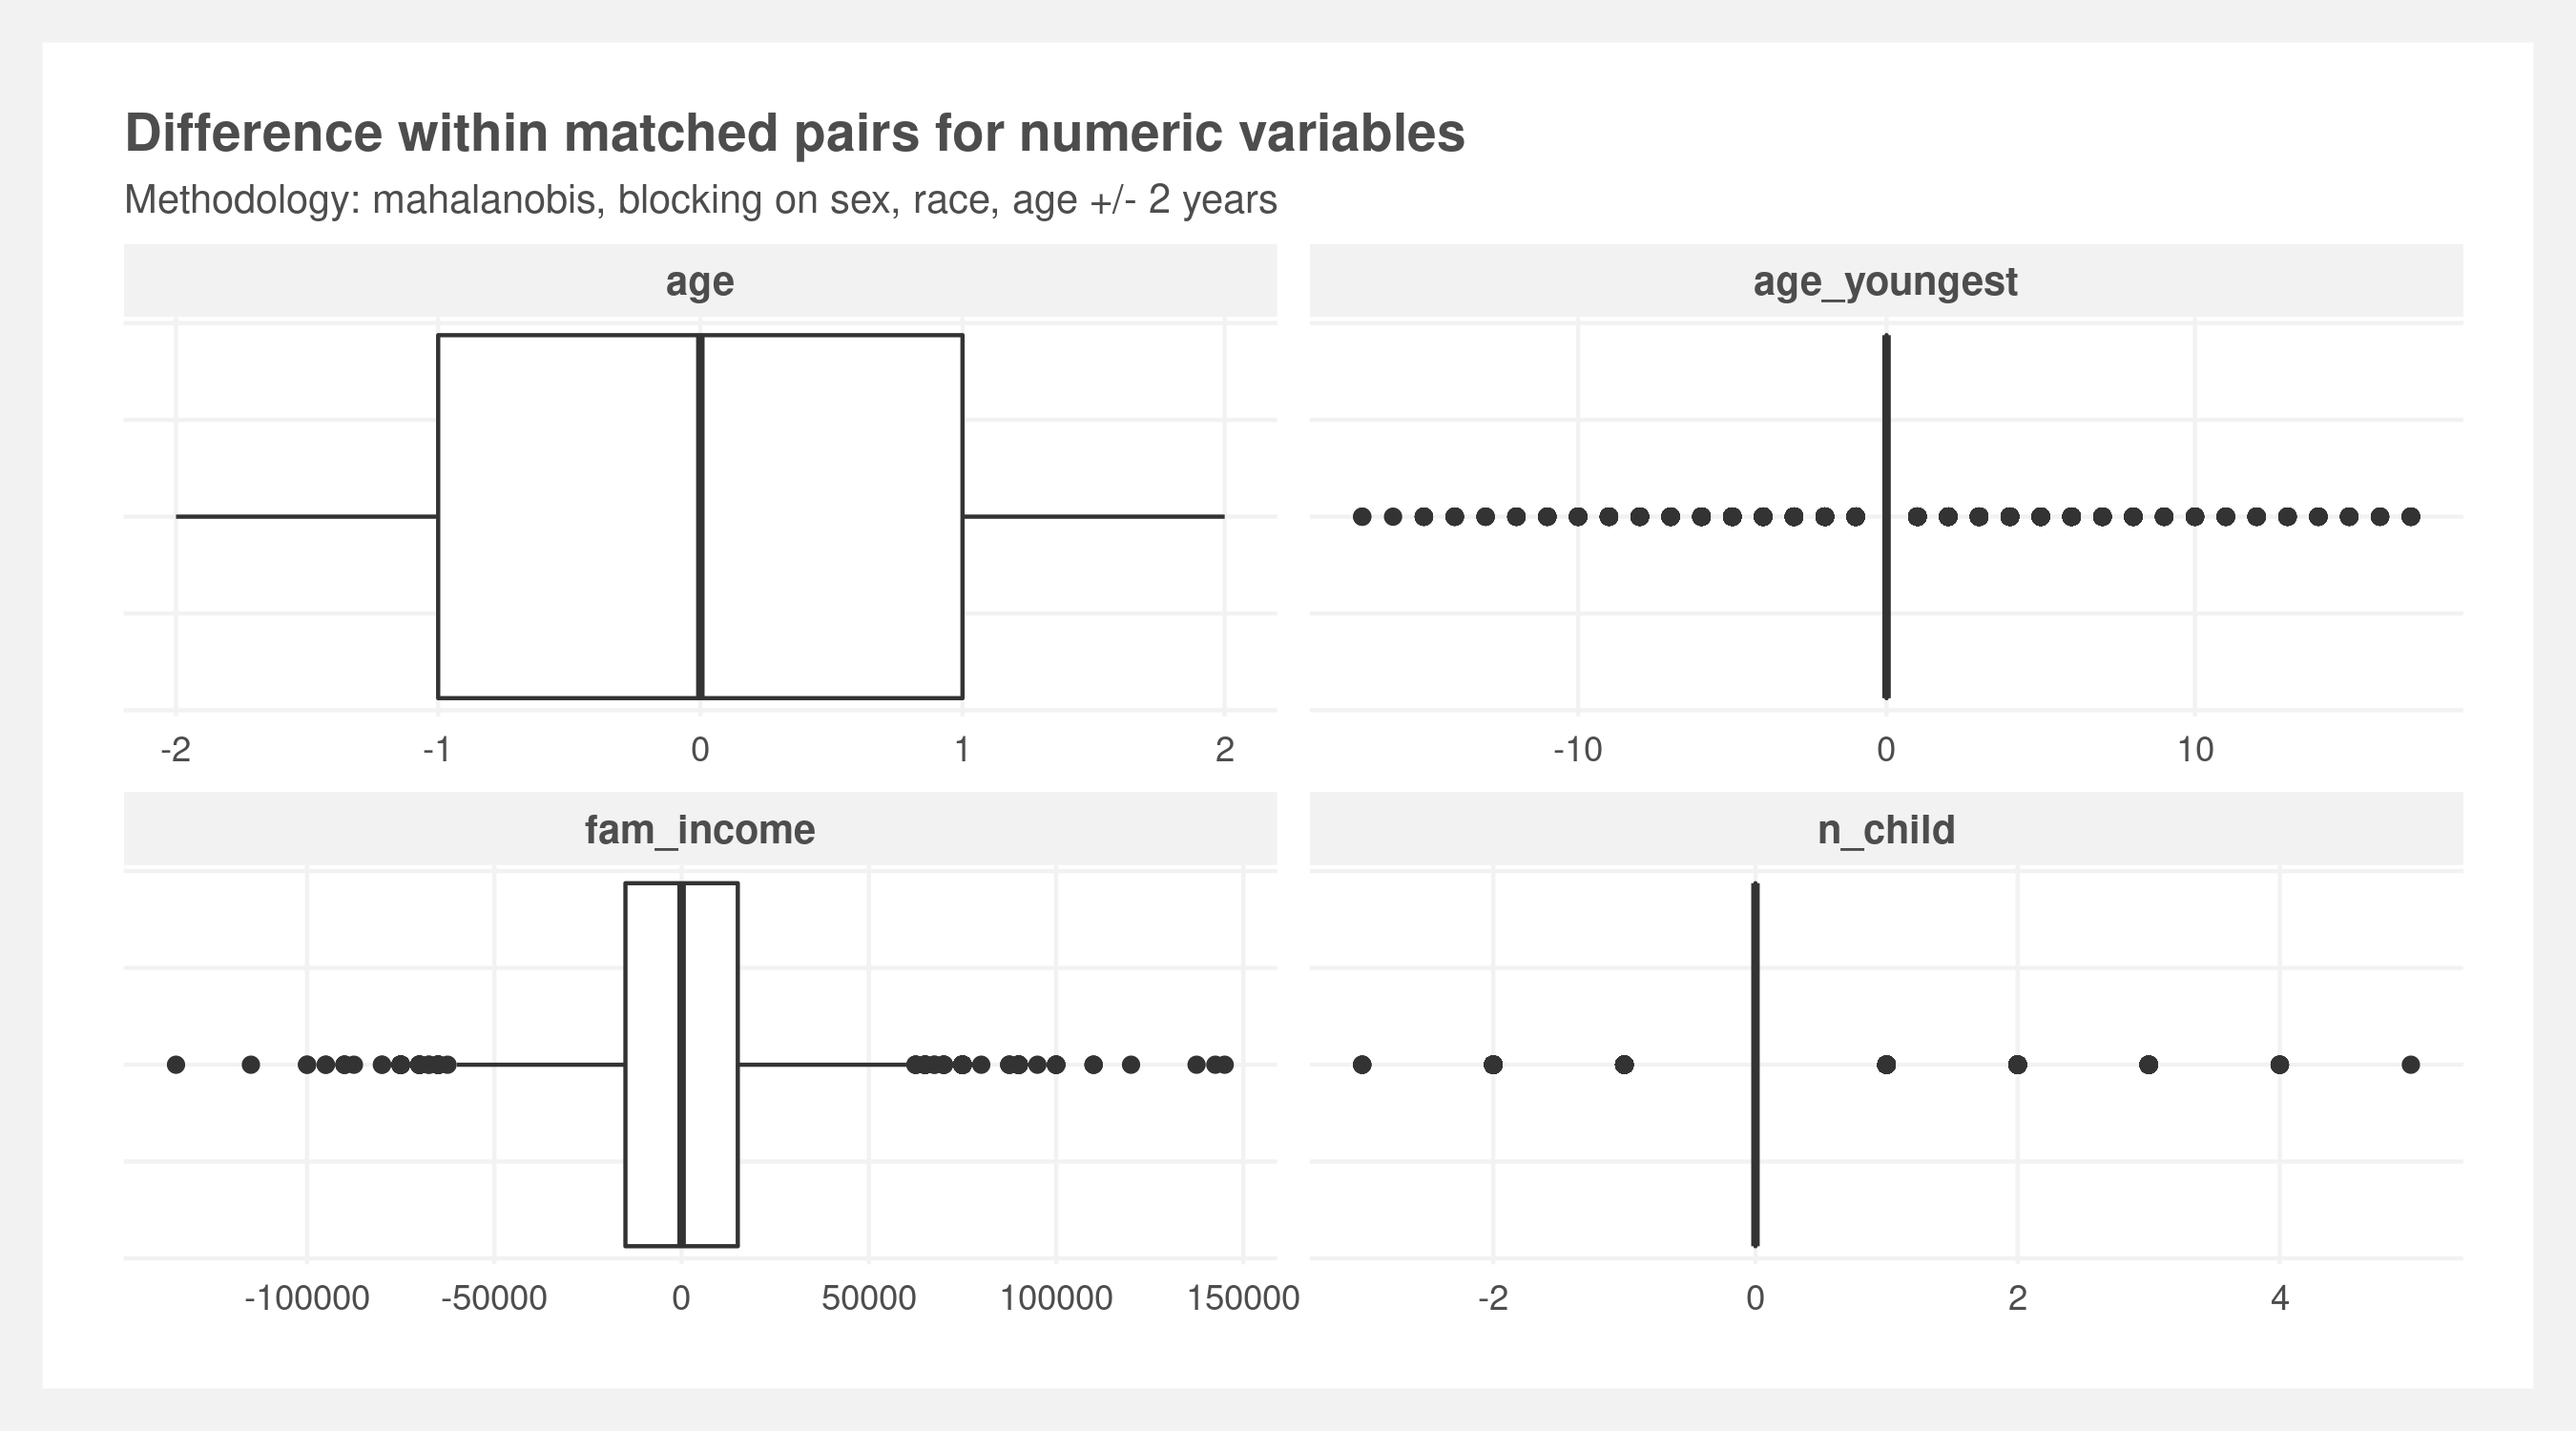 Difference within matched pairs for numeric variables
Methodology: mahalanobis, blocking on sex, race, age +/- 2 years
age
age_youngest
-2 -1 0 1 2
-10 0 10
fam_income
n_child
-100000 -50000 0 50000 100000 150000
-2 0 2 4